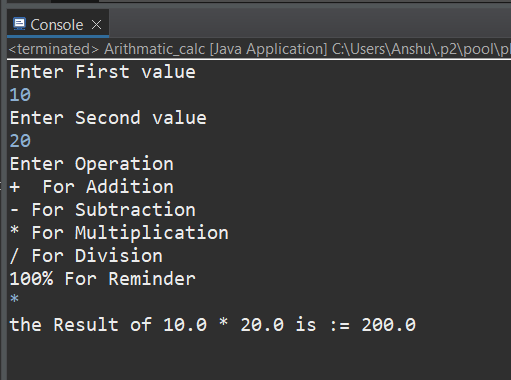 Console
<terminated> Arithmatic_calc [Java Application] C:\Users\Anshu\.p2\pool\pl
Enter First value
10
Enter Second value
20
Enter Operation
+  For Addition
- For Subtraction
* For Multiplication
/ For Division
100% For Reminder
*
the Result of 10.0 * 20.0 is := 200.0